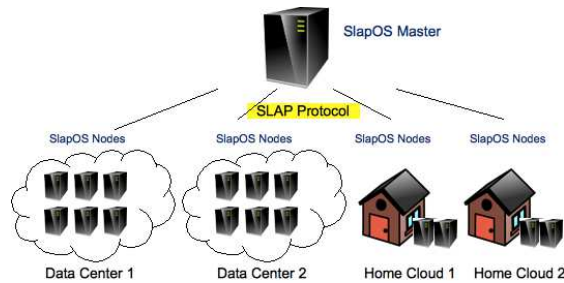 SlapOS Master
SLAP Protocol
SlapOS Nodes
SlapOS Nodes
SlapOS Nodes
SlapOS Nodes
Data Center 1
Data Center 2
Home Cloud 1
Home Cloud 2